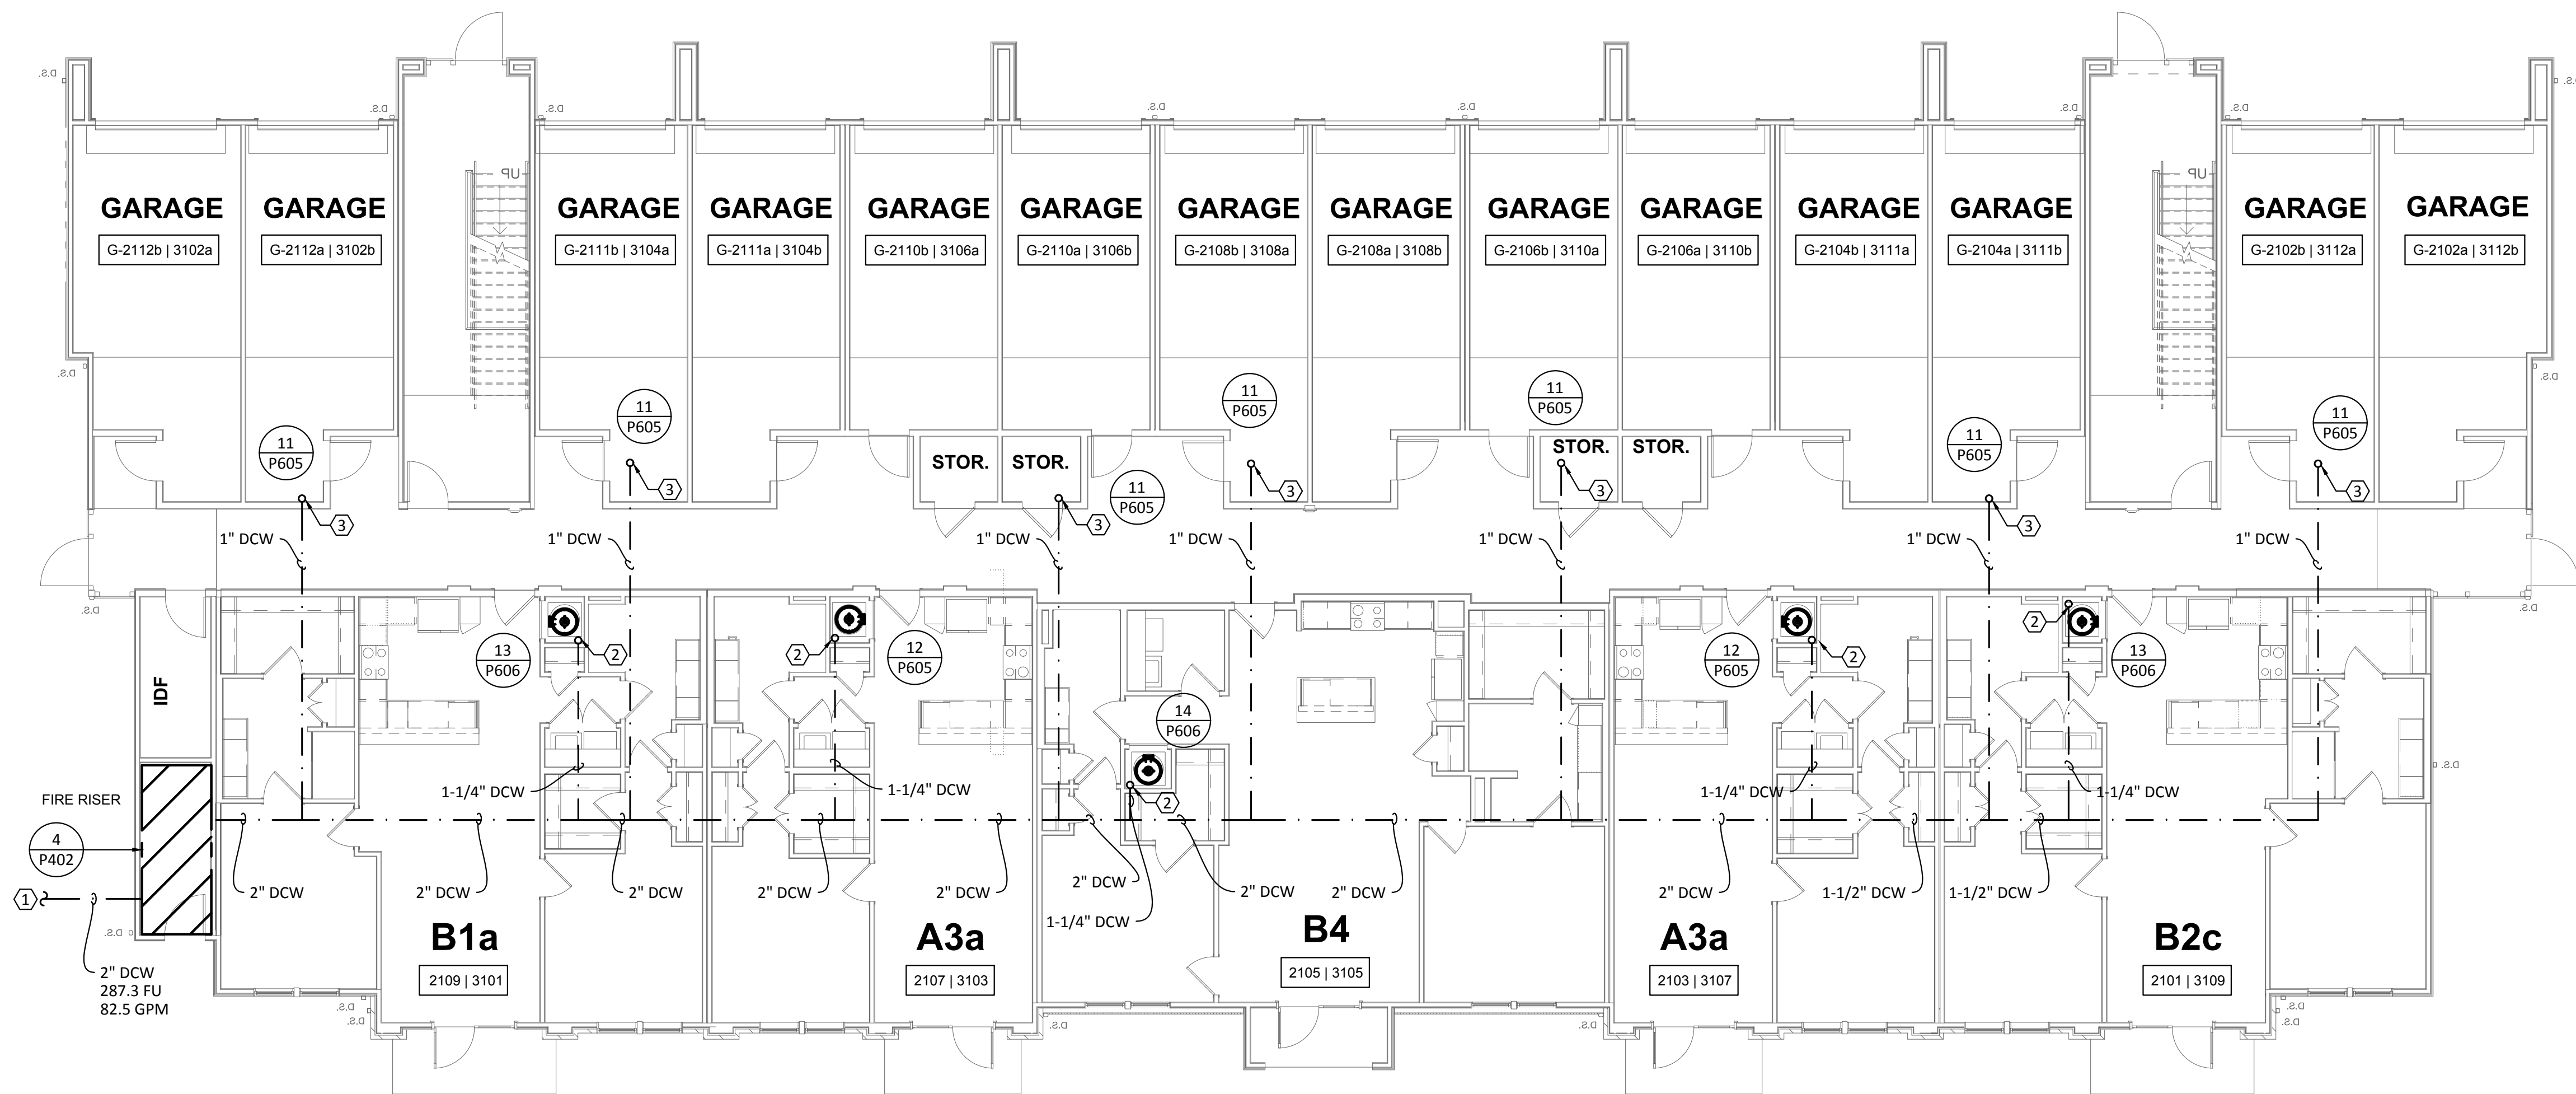 D.S.
D.S.
D.S.
D.S.
D.S.
D.S.
D.S.
D.S.
UP
UP
GARAGE
GARAGE
GARAGE
GARAGE
GARAGE
GARAGE
GARAGE
GARAGE
GARAGE
GARAGE
GARAGE
GARAGE
GARAGE
GARAGE
G-2112b | 3102a
G-2112a | 3102b
G-2111b | 3104a
G-2111a | 3104b
G-2110b | 3106a
G-2110a | 3106b
G-2108b | 3108a
G-2108a | 3108b
G-2106b | 3110a
G-2106a | 3110b
G-2104b | 3111a
G-2104a | 3111b
G-2102b | 3112a
G-2102a | 3112b
D.S.
D.S.
11
P605
11
P605
11
P605
11
P605
11
P605
11
P605
11
P605
STOR.
STOR.
STOR.
STOR.
3
3
3
3
3
3
3
1" DCW
1" DCW
1" DCW
1" DCW
1" DCW
1" DCW
1" DCW
D.S.
D.S.
IDF
13
P606
2
2
12
P605
14
P606
2
12
P605
2
2
13
P606
D.S.
FIRE RISER
4
P402
1
1-1/4" DCW
1-1/4" DCW
1-1/4" DCW
1-1/4" DCW
2" DCW
2" DCW
2" DCW
2" DCW
2" DCW
2" DCW
1-1/4" DCW
2" DCW
2" DCW
2" DCW
1-1/2" DCW
1-1/2" DCW
D.S.
2" DCW
287.3 FU
82.5 GPM
B1a
2109 | 3101
A3a
2107 | 3103
B4
2105 | 3105
A3a
2103 | 3107
B2c
2101 | 3109
D.S.
D.S.
D.S.
D.S.
D.S.
D.S.